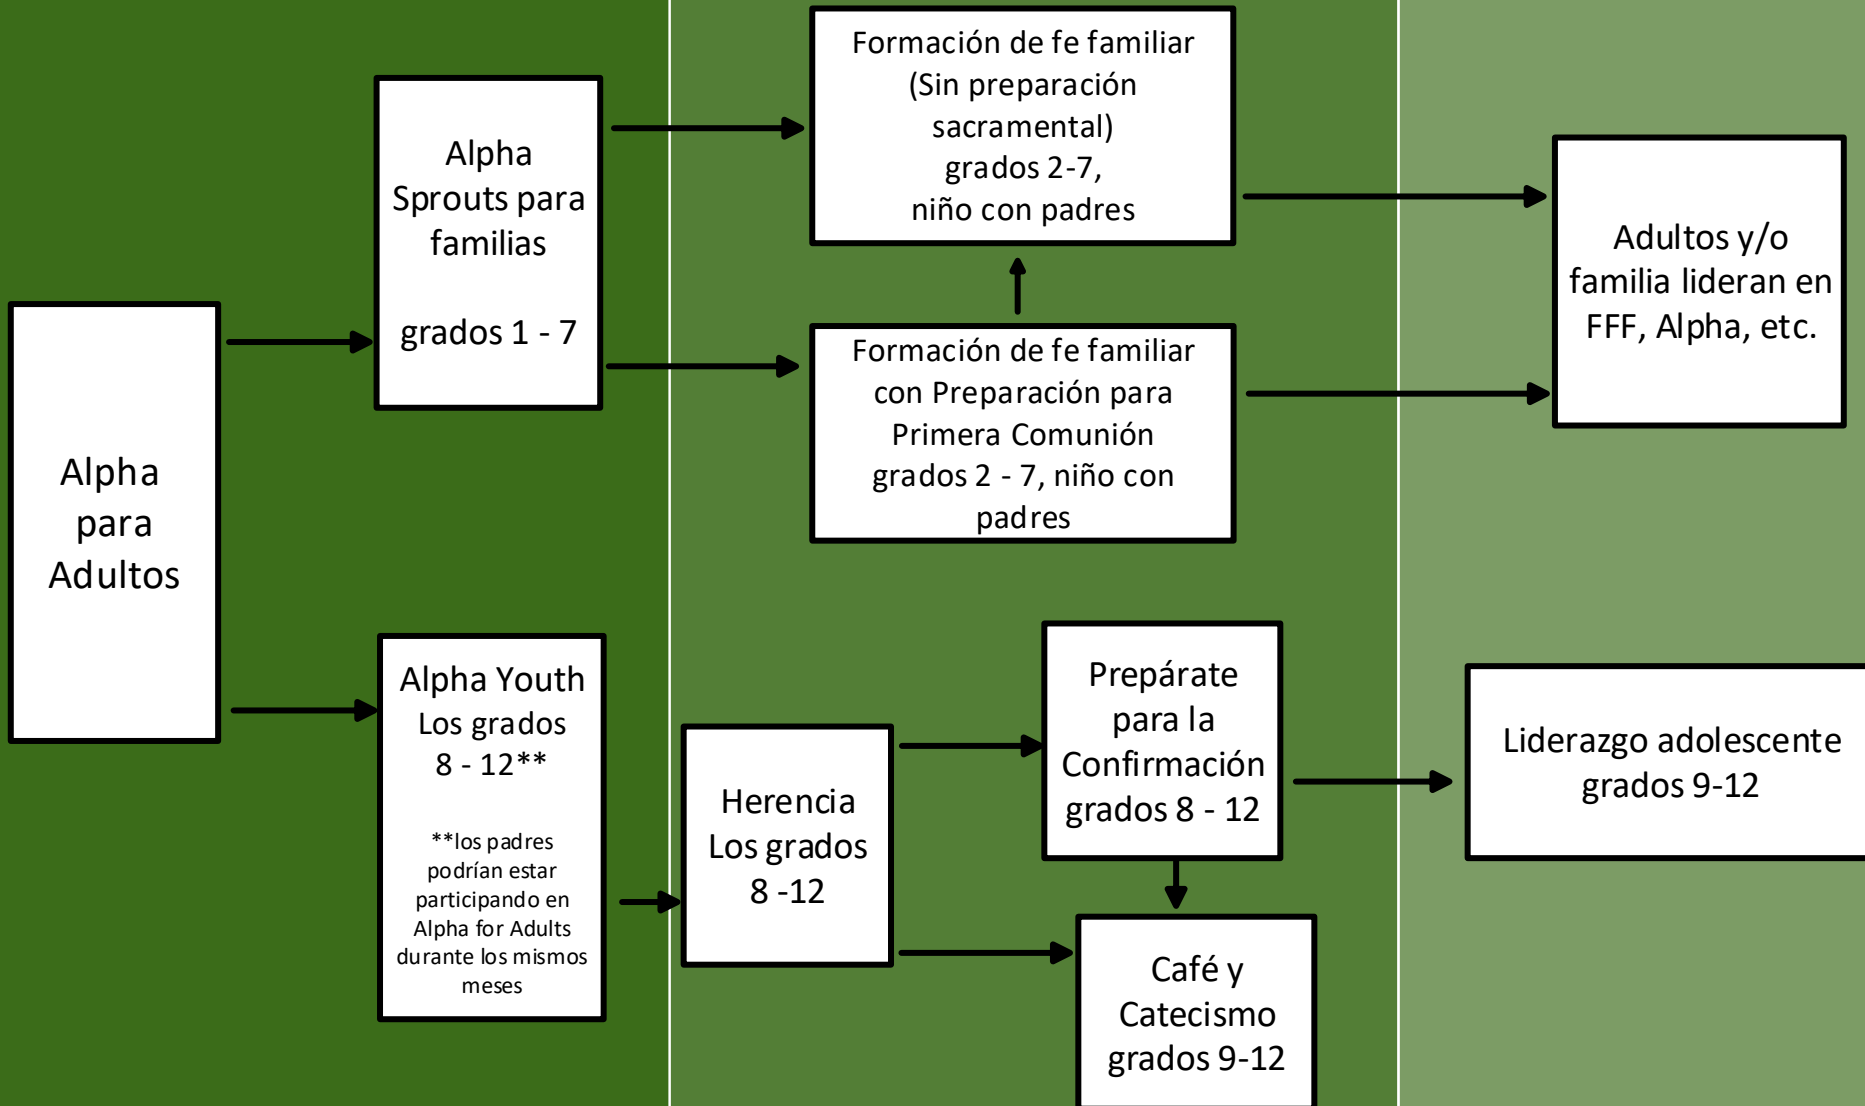 Alpha
para
Adultos
Alpha
Sprouts para
familias
grados 1 - 7
Alpha Youth
Los grados
8 - 12**
**los padres
podrían estar
participando en
Alpha for Adults
durante los mismos
meses
Formación de fe familiar
(Sin preparación
sacramental)
grados 2-7,
niño con padres
Formación de fe familiar
con Preparación para
Primera Comunión
grados 2 - 7, niño con
padres
Herencia
Los grados
8 -12
Prepárate
para la
Confirmación
grados 8 - 12
Café y
Catecismo
grados 9-12
Adultos y/o
familia lideran en
FFF, Alpha, etc.
Liderazgo adolescente
grados 9-12